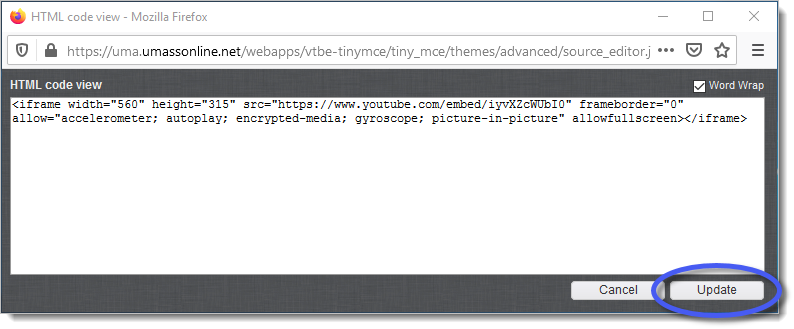 HTML code view - Mozilla Firefox
https://uma.umassonline.net/webapps/vtbe-tinymce/tiny_mce/themes/advanced/source_editor.j
HTML code view
Word Wrap
<iframe width="560" height="315" src="https://www.youtube.com/embed/iyvXZcWUbI0" frameborder="0"
allow="accelerometer; autoplay; encrypted-media; gyroscope; picture-in-picture" allowfullscreen></iframe>
Cancel
Update